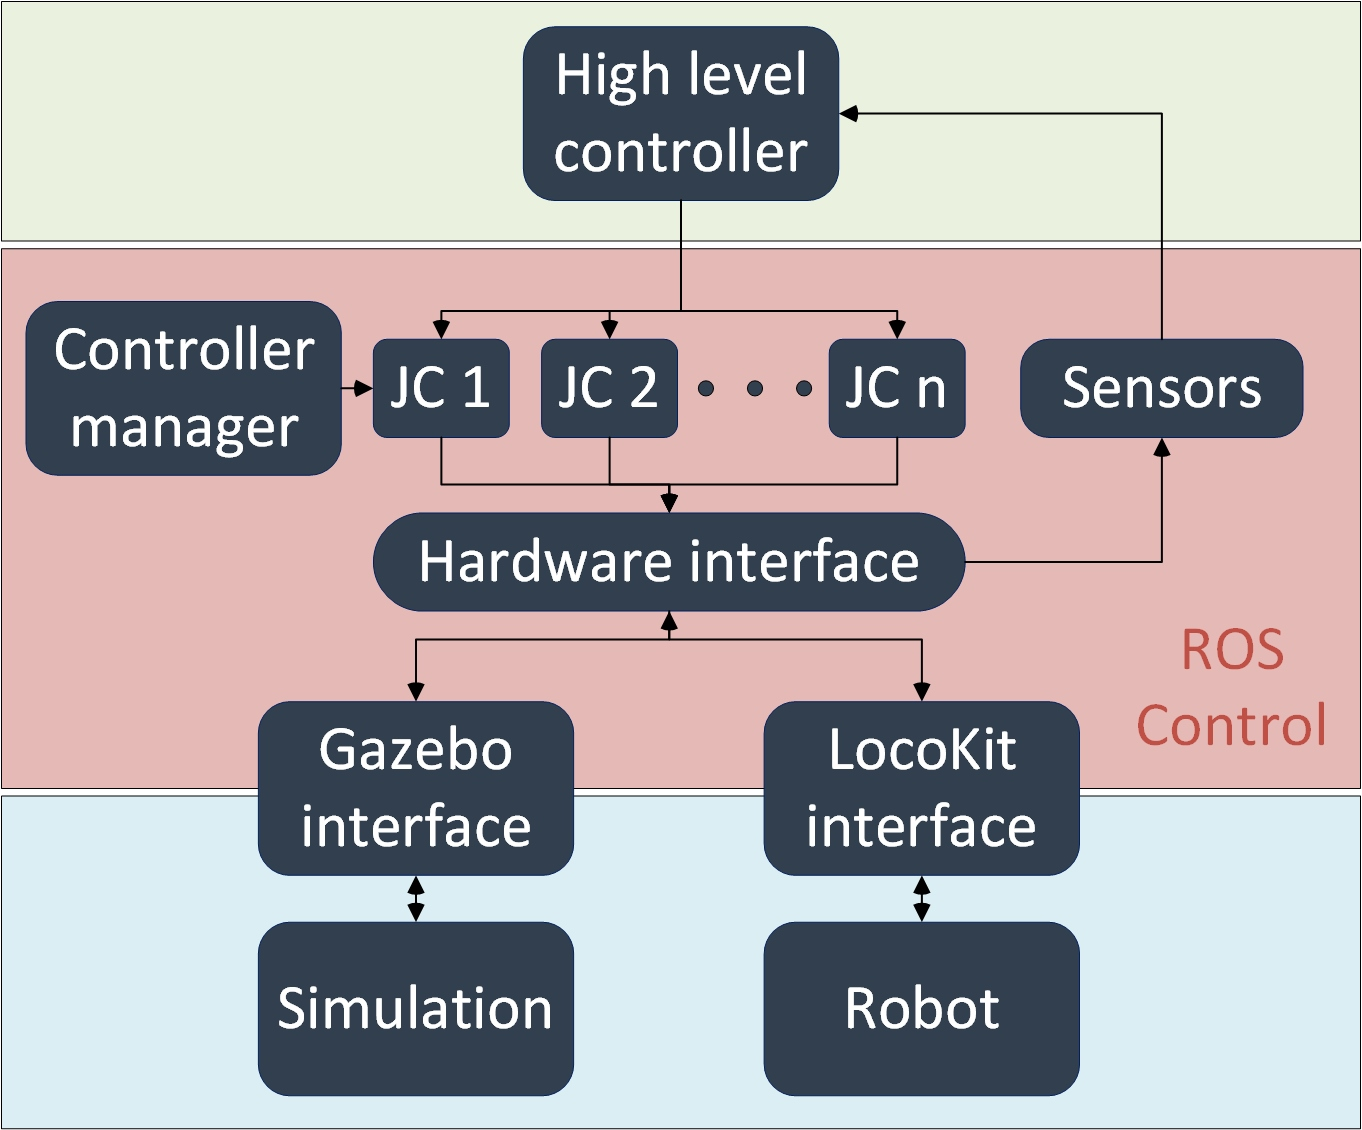 High level
controller
Controller
manager
JC 1
JC 2
JC n
Sensors
Hardware interface
ROS
Control
Gazebo
interface
LocoKit
interface
Simulation
Robot